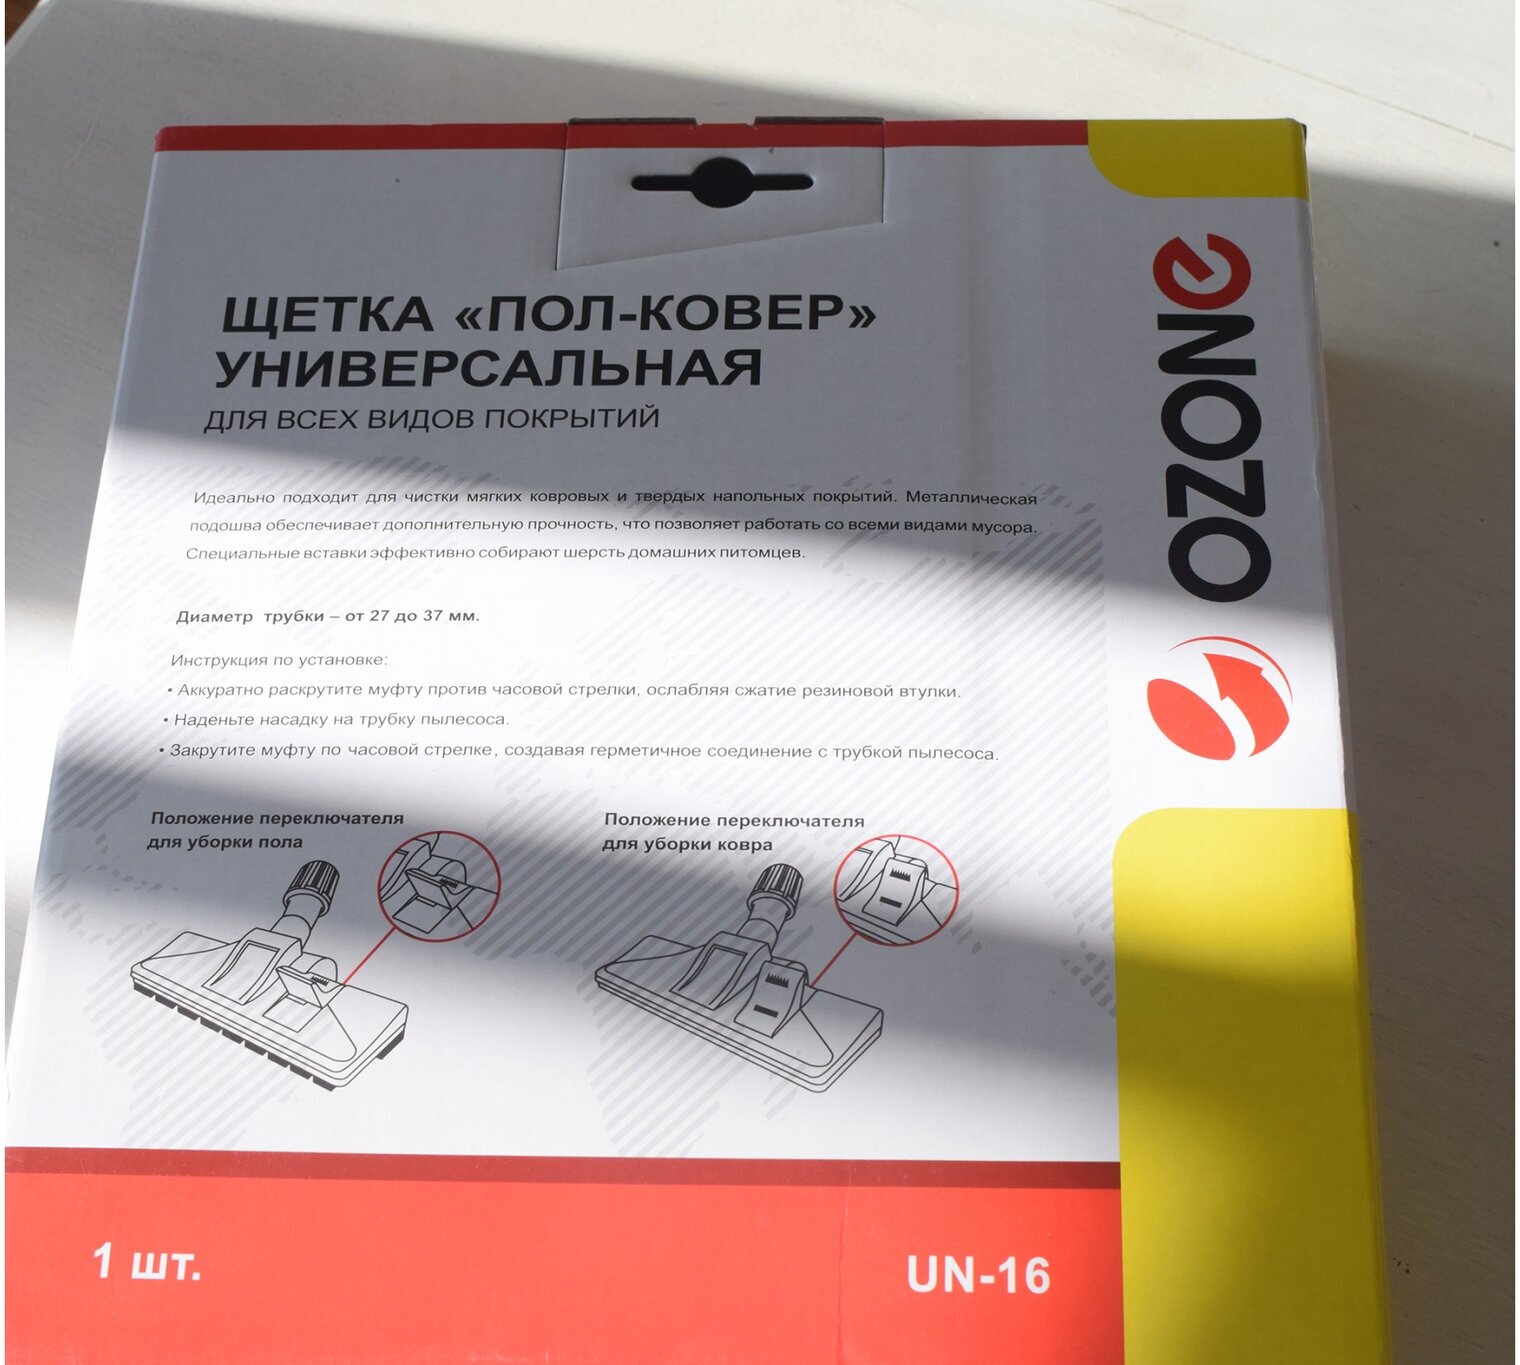 ЩЕТКА «ПОЛ-КОВЕР»
УНИВЕРСАЛЬНАЯ
ДЛЯ ВСЕХ ВИДОВ ПОКРЫТИЙ
Идеально подходит для чистки мягких ковровых и твердых напольных покрытий. Металлическая
подошва обеспечивает дополнительную прочность, что позволяет работать со всеми видами мусора.
Специальные вставки эффективно собирают шерсть домашних питомцев.
Диаметр трубки – от 27 до 37 мм.
Инструкция по установке:
• Аккуратно раскрутите муфту против часовой стрелки, ослабляя сжатие резиновой втулки.
• Наденьте насадку на трубку пылесоса.
• Закрутите муфту по часовой стрелке, создавая герметичное соединение с трубкой пылесоса.
Положение переключателя
для уборки пола
Положение переключателя
для уборки ковра
1 шт.
UN-16
OZONE